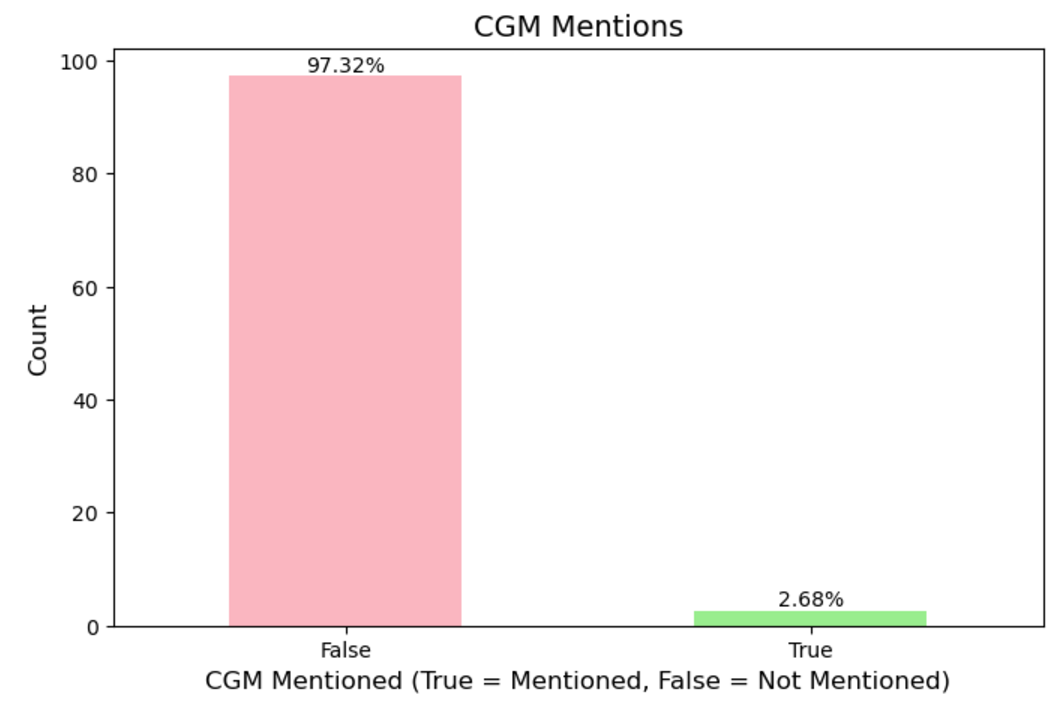 CGM Mentions
100
80
60
40
20
0
Count
97.32%
2.68%
False
True
CGM Mentioned (True = Mentioned, False = Not Mentioned)